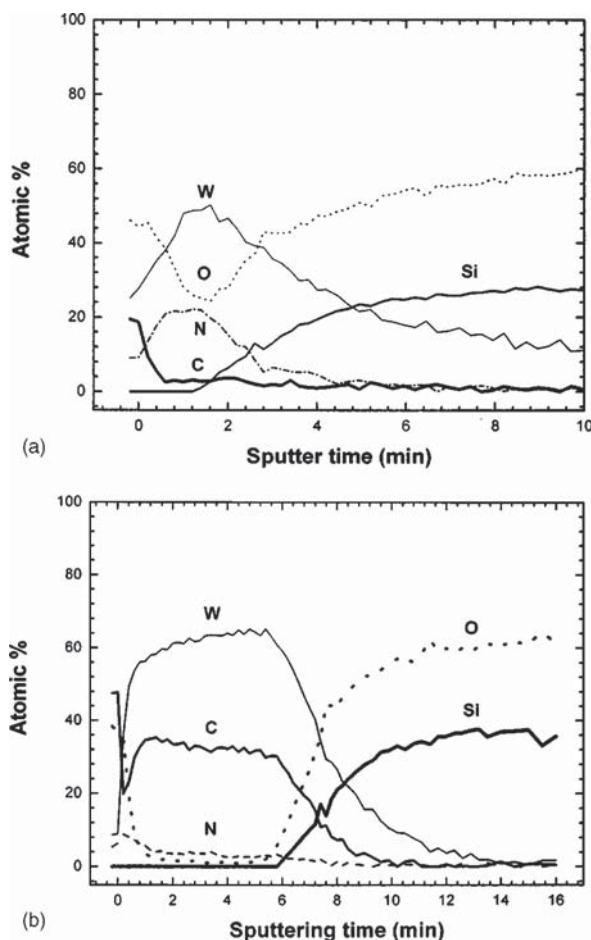 100
80
60
40
20
0
Atomic %
W
O
N
C
Si
0 2 4 6 8 10
(a)
Sputter time (min)
100
80
60
40
20
0
Atomic %
W
C
N
O
Si
0 2 4 6 8 10 12 14 16
(b)
Sputtering time (min)